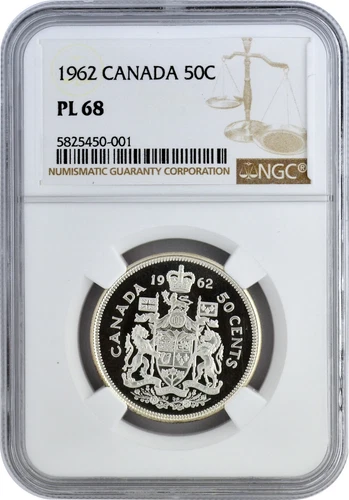 1962 CANADA 50C
PL 68
5825450-001
NUMISMATIC GUARANTY CORPORATION
NGC®
19 62
CANADA
50 CENTS